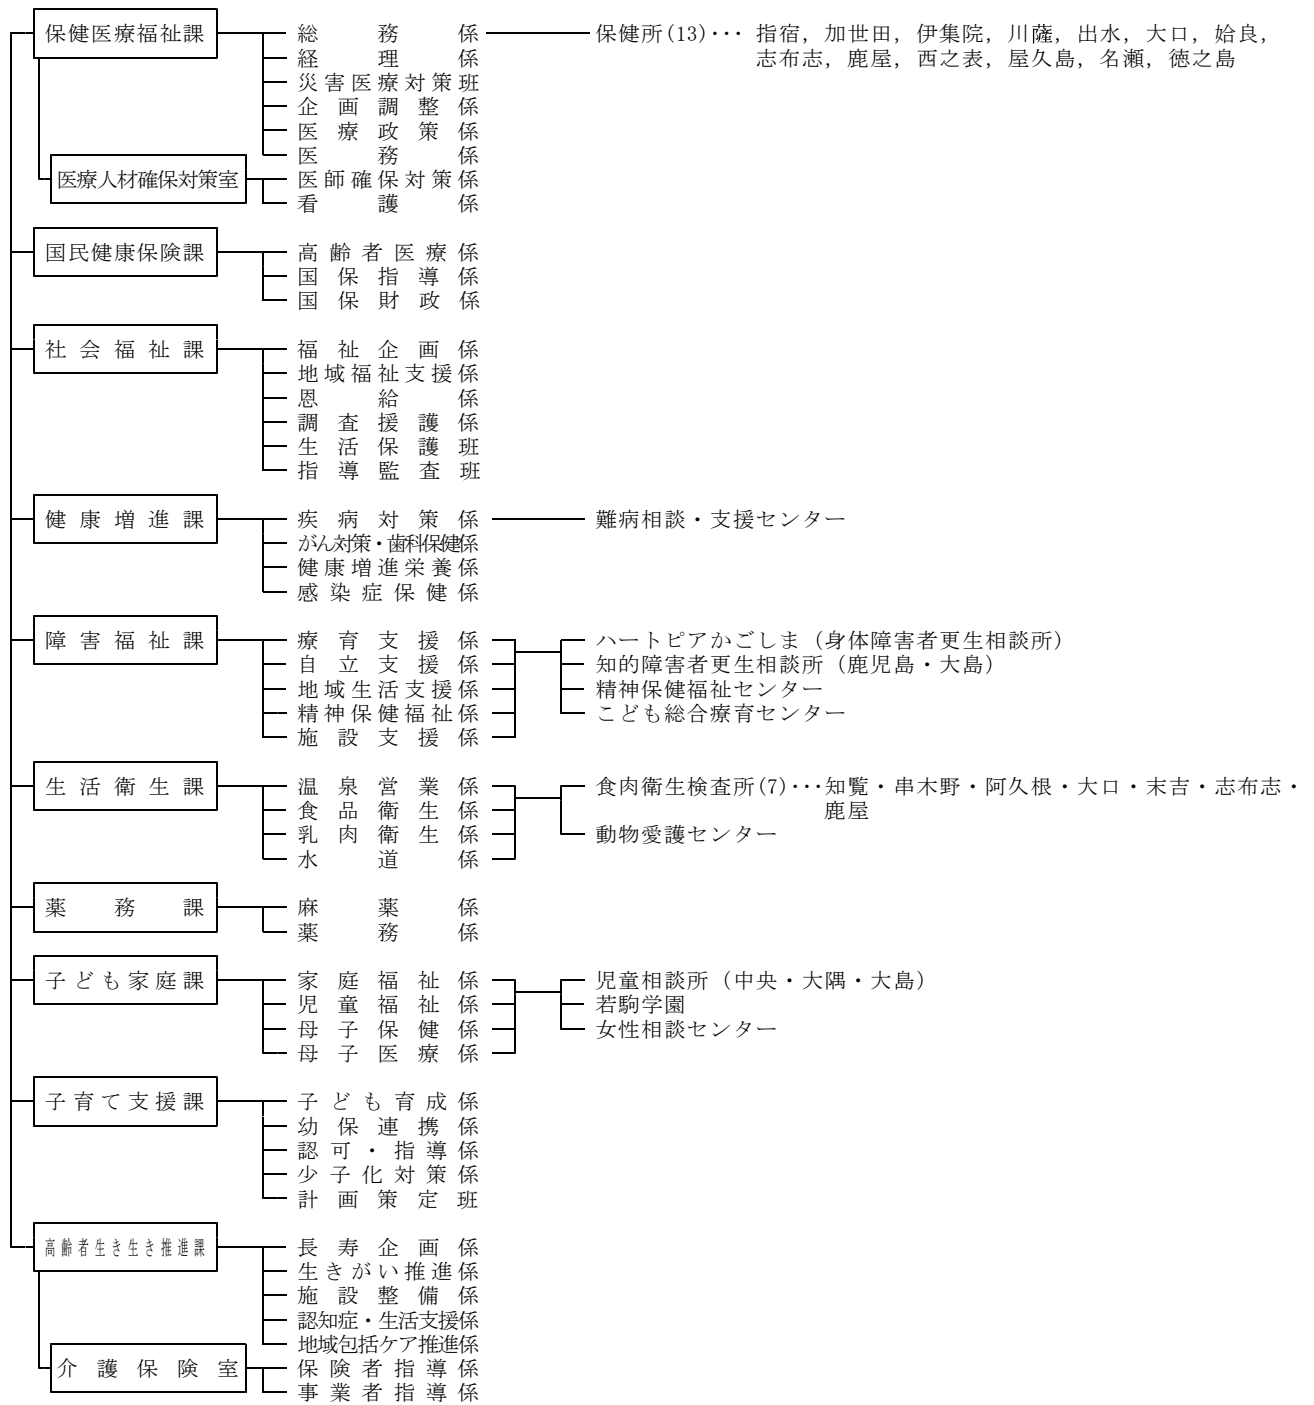 保健医療福祉課 総務係 保健所(13)･･･ 指宿，加世田，伊集院，川薩，出水，大口，姶良，
経理係 志布志，鹿屋，西之表，屋久島，名瀬，徳之島
災害医療対策班
企画調整係
医療政策係
医務係
医療人材確保対策室 医師確保対策係
看護係
国民健康保険課 高齢者医療係
国保指導係
国保財政係
社会福祉課 福祉企画係
地域福祉支援係
恩給係
調査援護係
生活保護班
指導監査班
健康増進課 疾病対策係 難病相談・支援センター
がん対策・歯科保健係
健康増進栄養係
感染症保健係
障害福祉課 療育支援係 ハートピアかごしま（身体障害者更生相談所）
自立支援係 知的障害者更生相談所（鹿児島・大島）
地域生活支援係 精神保健福祉センター
精神保健福祉係 こども総合療育センター
施設支援係
生活衛生課 温泉営業係 食肉衛生検査所(7)･･･知覧・串木野・阿久根・大口・末吉・志布志・
食品衛生係 鹿屋
乳肉衛生係 動物愛護センター
水道係
薬務課 麻薬係
薬務係
子ども家庭課 家庭福祉係 児童相談所（中央・大隅・大島）
児童福祉係 若駒学園
母子保健係 女性相談センター
母子医療係
子育て支援課 子ども育成係
幼保連携係
認可・指導係
少子化対策係
計画策定班
高齢者生き生き推進課 長寿企画係
生きがい推進係
施設整備係
認知症・生活支援係
地域包括ケア推進係
介護保険室 保険者指導係
事業者指導係